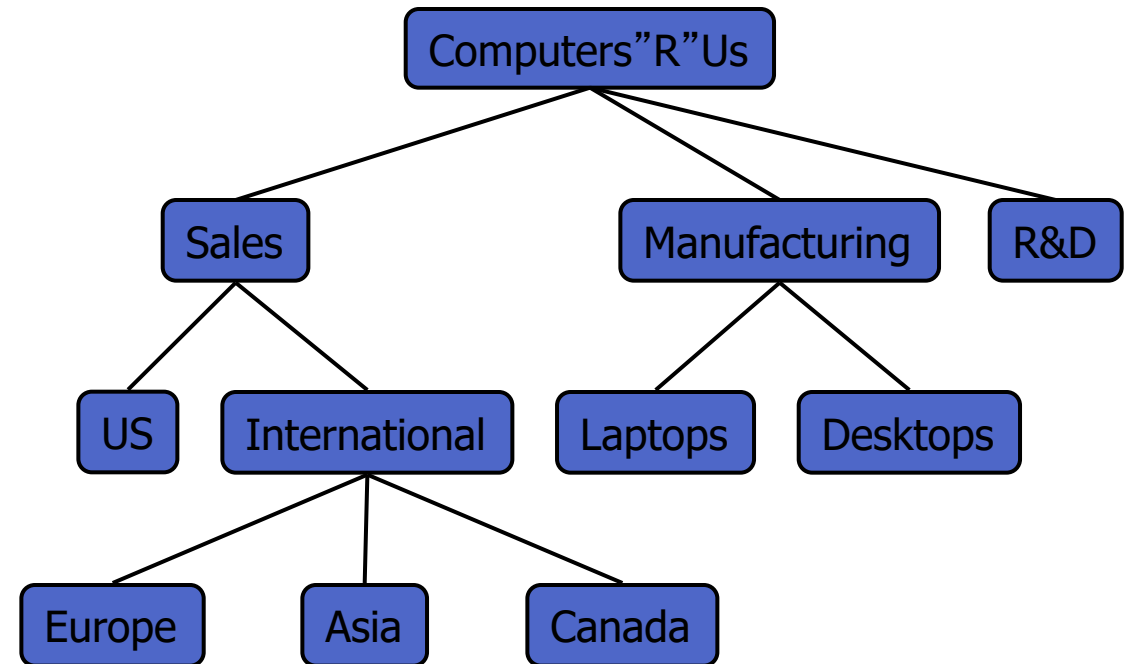 Computers”R”Us
Sales
Manufacturing
R&D
US
International
Laptops
Desktops
Europe
Asia
Canada